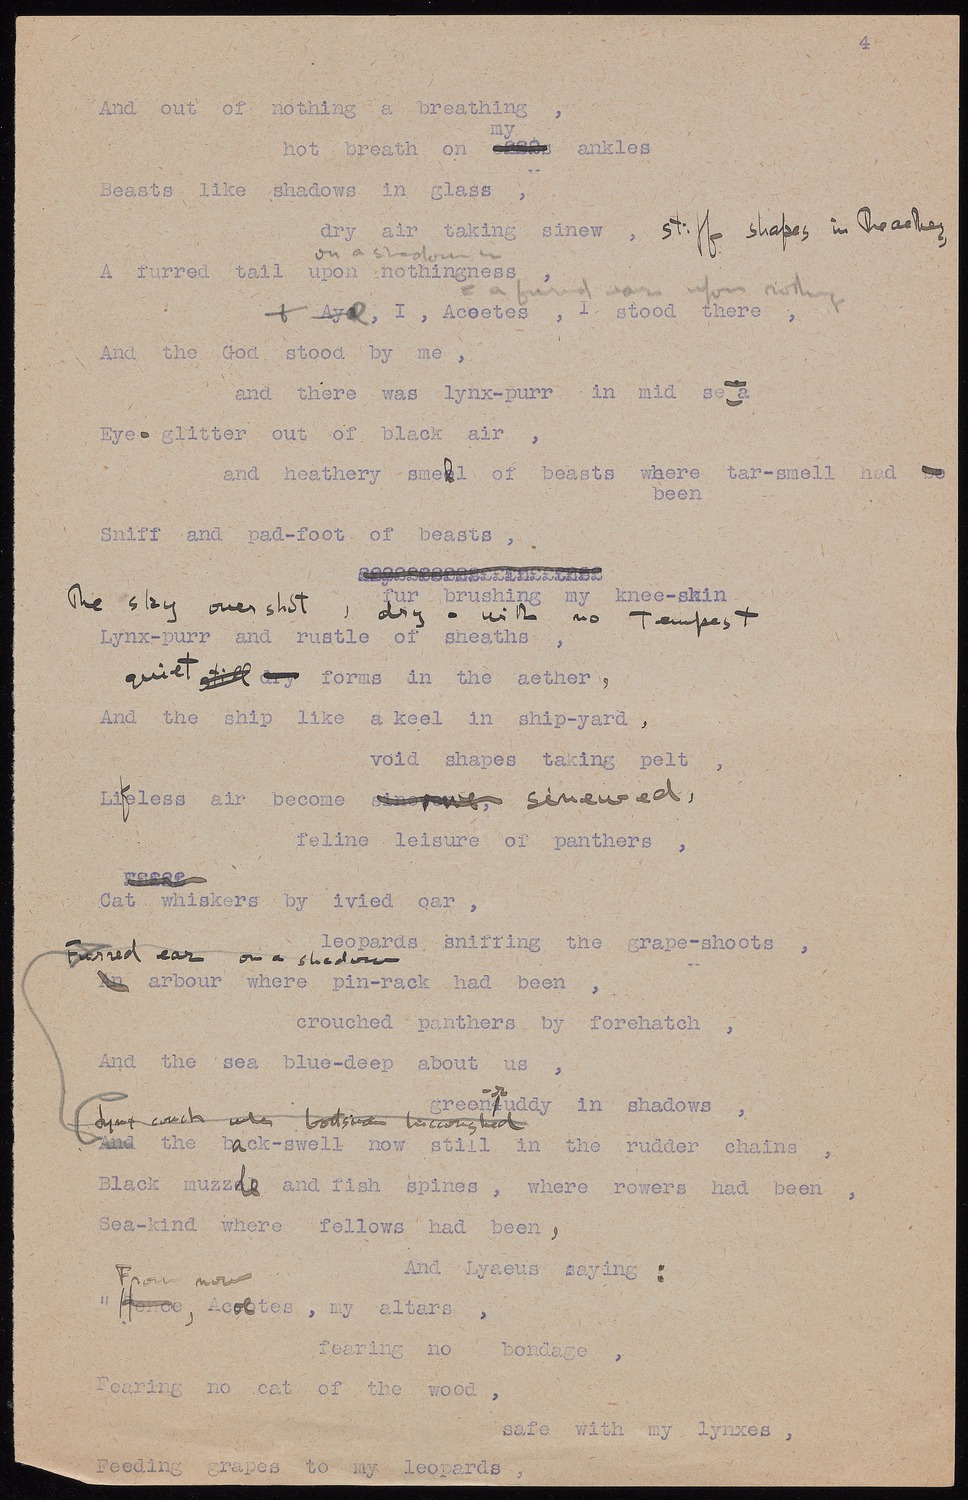 4
And out of nothing a breathing ,
my
hot breath on ankles
Beasts like shadows in glass ,
dry air taking sinew , stiff shapes in the aether,
on a shadow
A furred tail upon nothingness ,
a furred ear upon nothing
+ Aye, I , Acoetes , I stood there ,
And the God stood by me ,
and there was lynx-purr in mid sea
Eye-glitter out of black air ,
and heathery smell of beasts where tar-smell had be
been
Sniff and pad-foot of beasts ,
fur brushing my knee-skin
The sky overshot , dry - with no Tempest
Lynx-purr and rustle of sheaths ,
quiet still dry forms in the aether ,
And the ship like a keel in ship-yard ,
void shapes taking pelt ,
Lifeless air become sinewed,
feline leisure of panthers ,
Cat whiskers by ivied oar ,
leopards sniffing the grape-shoots ,
Furred ear on a shadow
In arbour where pin-rack had been ,
crouched panthers by forehatch ,
And the sea blue-deep about us ,
green-ruddy in shadows ,
Lynx couch when
And the back-swell now still in the rudder chains ,
Black muzzle and fish spines , where rowers had been ,
Sea-kind where fellows had been ,
And Lyaeus saying :
From now
" Hence, Acoetes , my altars ,
fearing no bondage ,
Fearing no cat of the wood ,
safe with my lynxes ,
Feeding grapes to my leopards ,